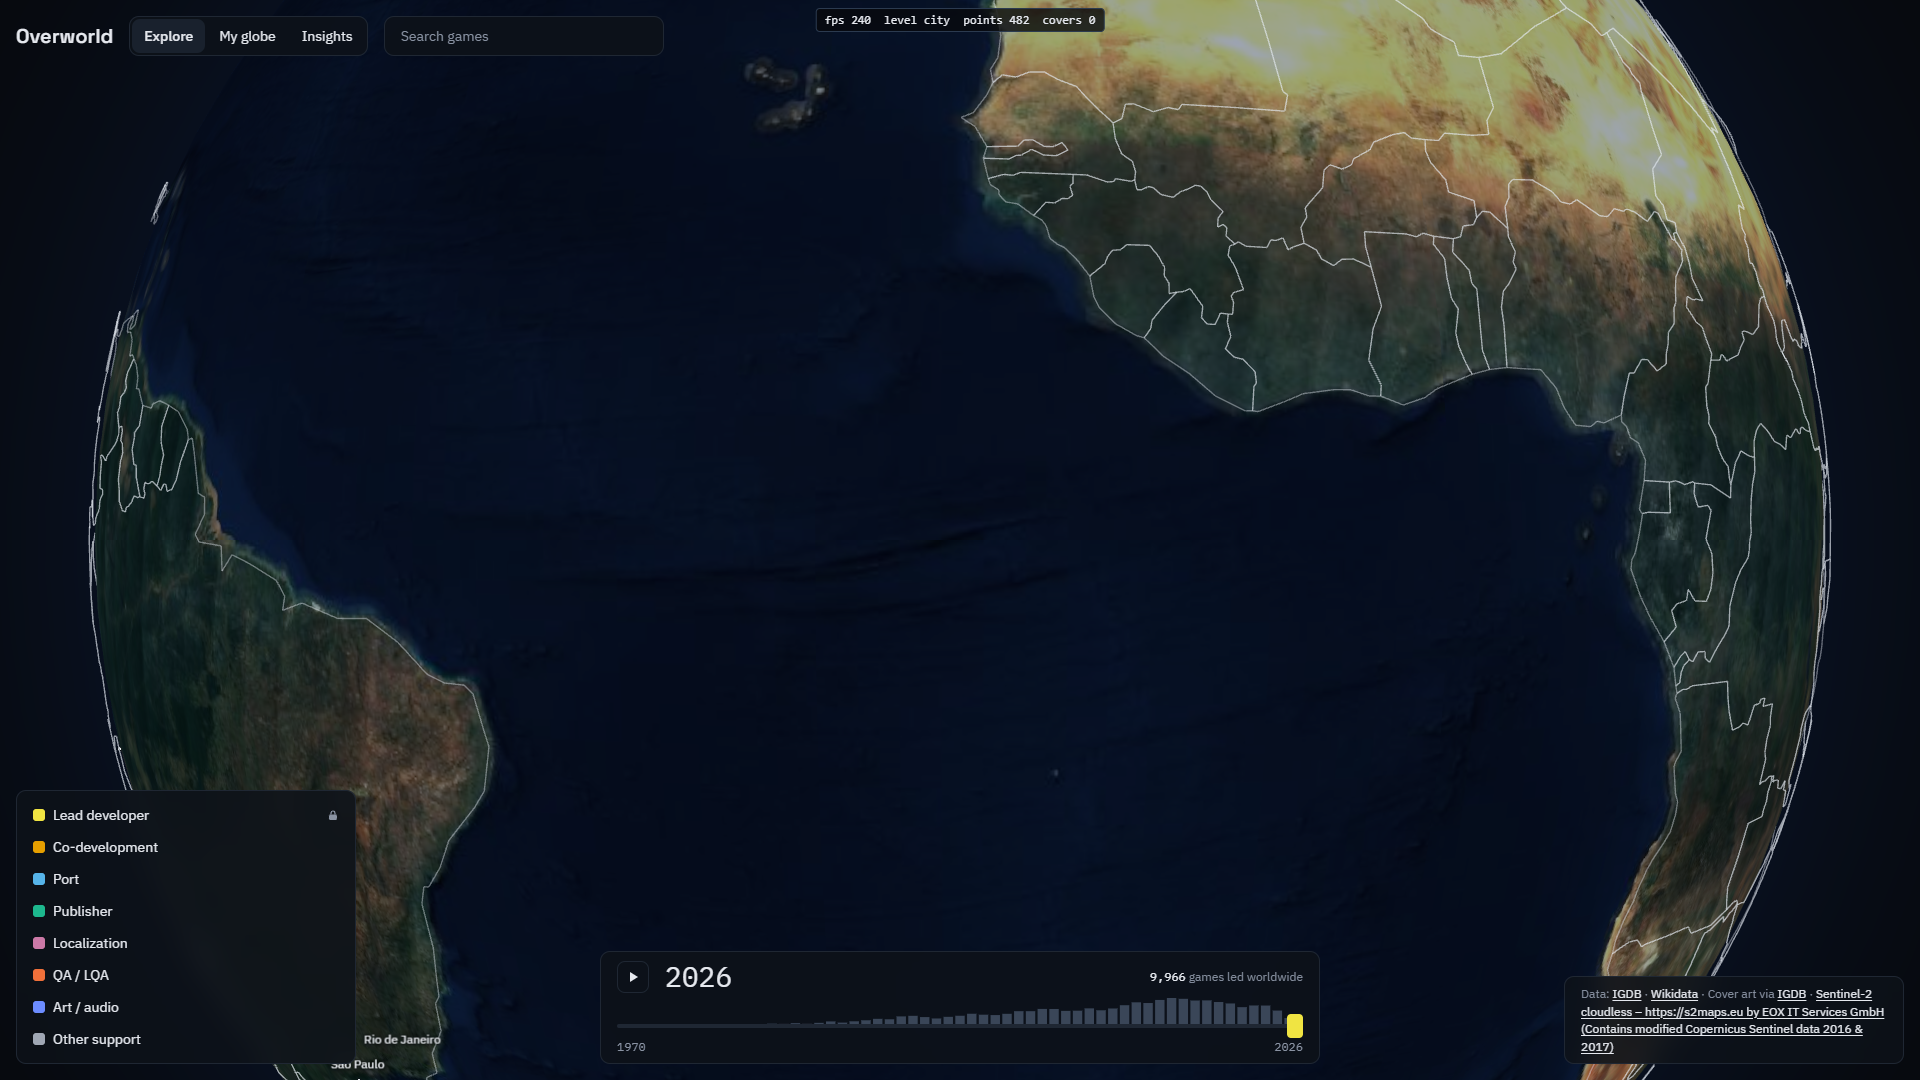 Overworld
Explore
My globe
Insights
Search games
fps 240 level city points 482 covers 0
Lead developer
Co-development
Port
Publisher
Localization
QA / LQA
Art / audio
Other support
Rio de Janeiro
São Paulo
2026
9,966 games led worldwide
1970
2026
Data: IGDB · Wikidata · Cover art via IGDB · Sentinel-2
cloudless – https://s2maps.eu by EOX IT Services GmbH
(Contains modified Copernicus Sentinel data 2016 &
2017)